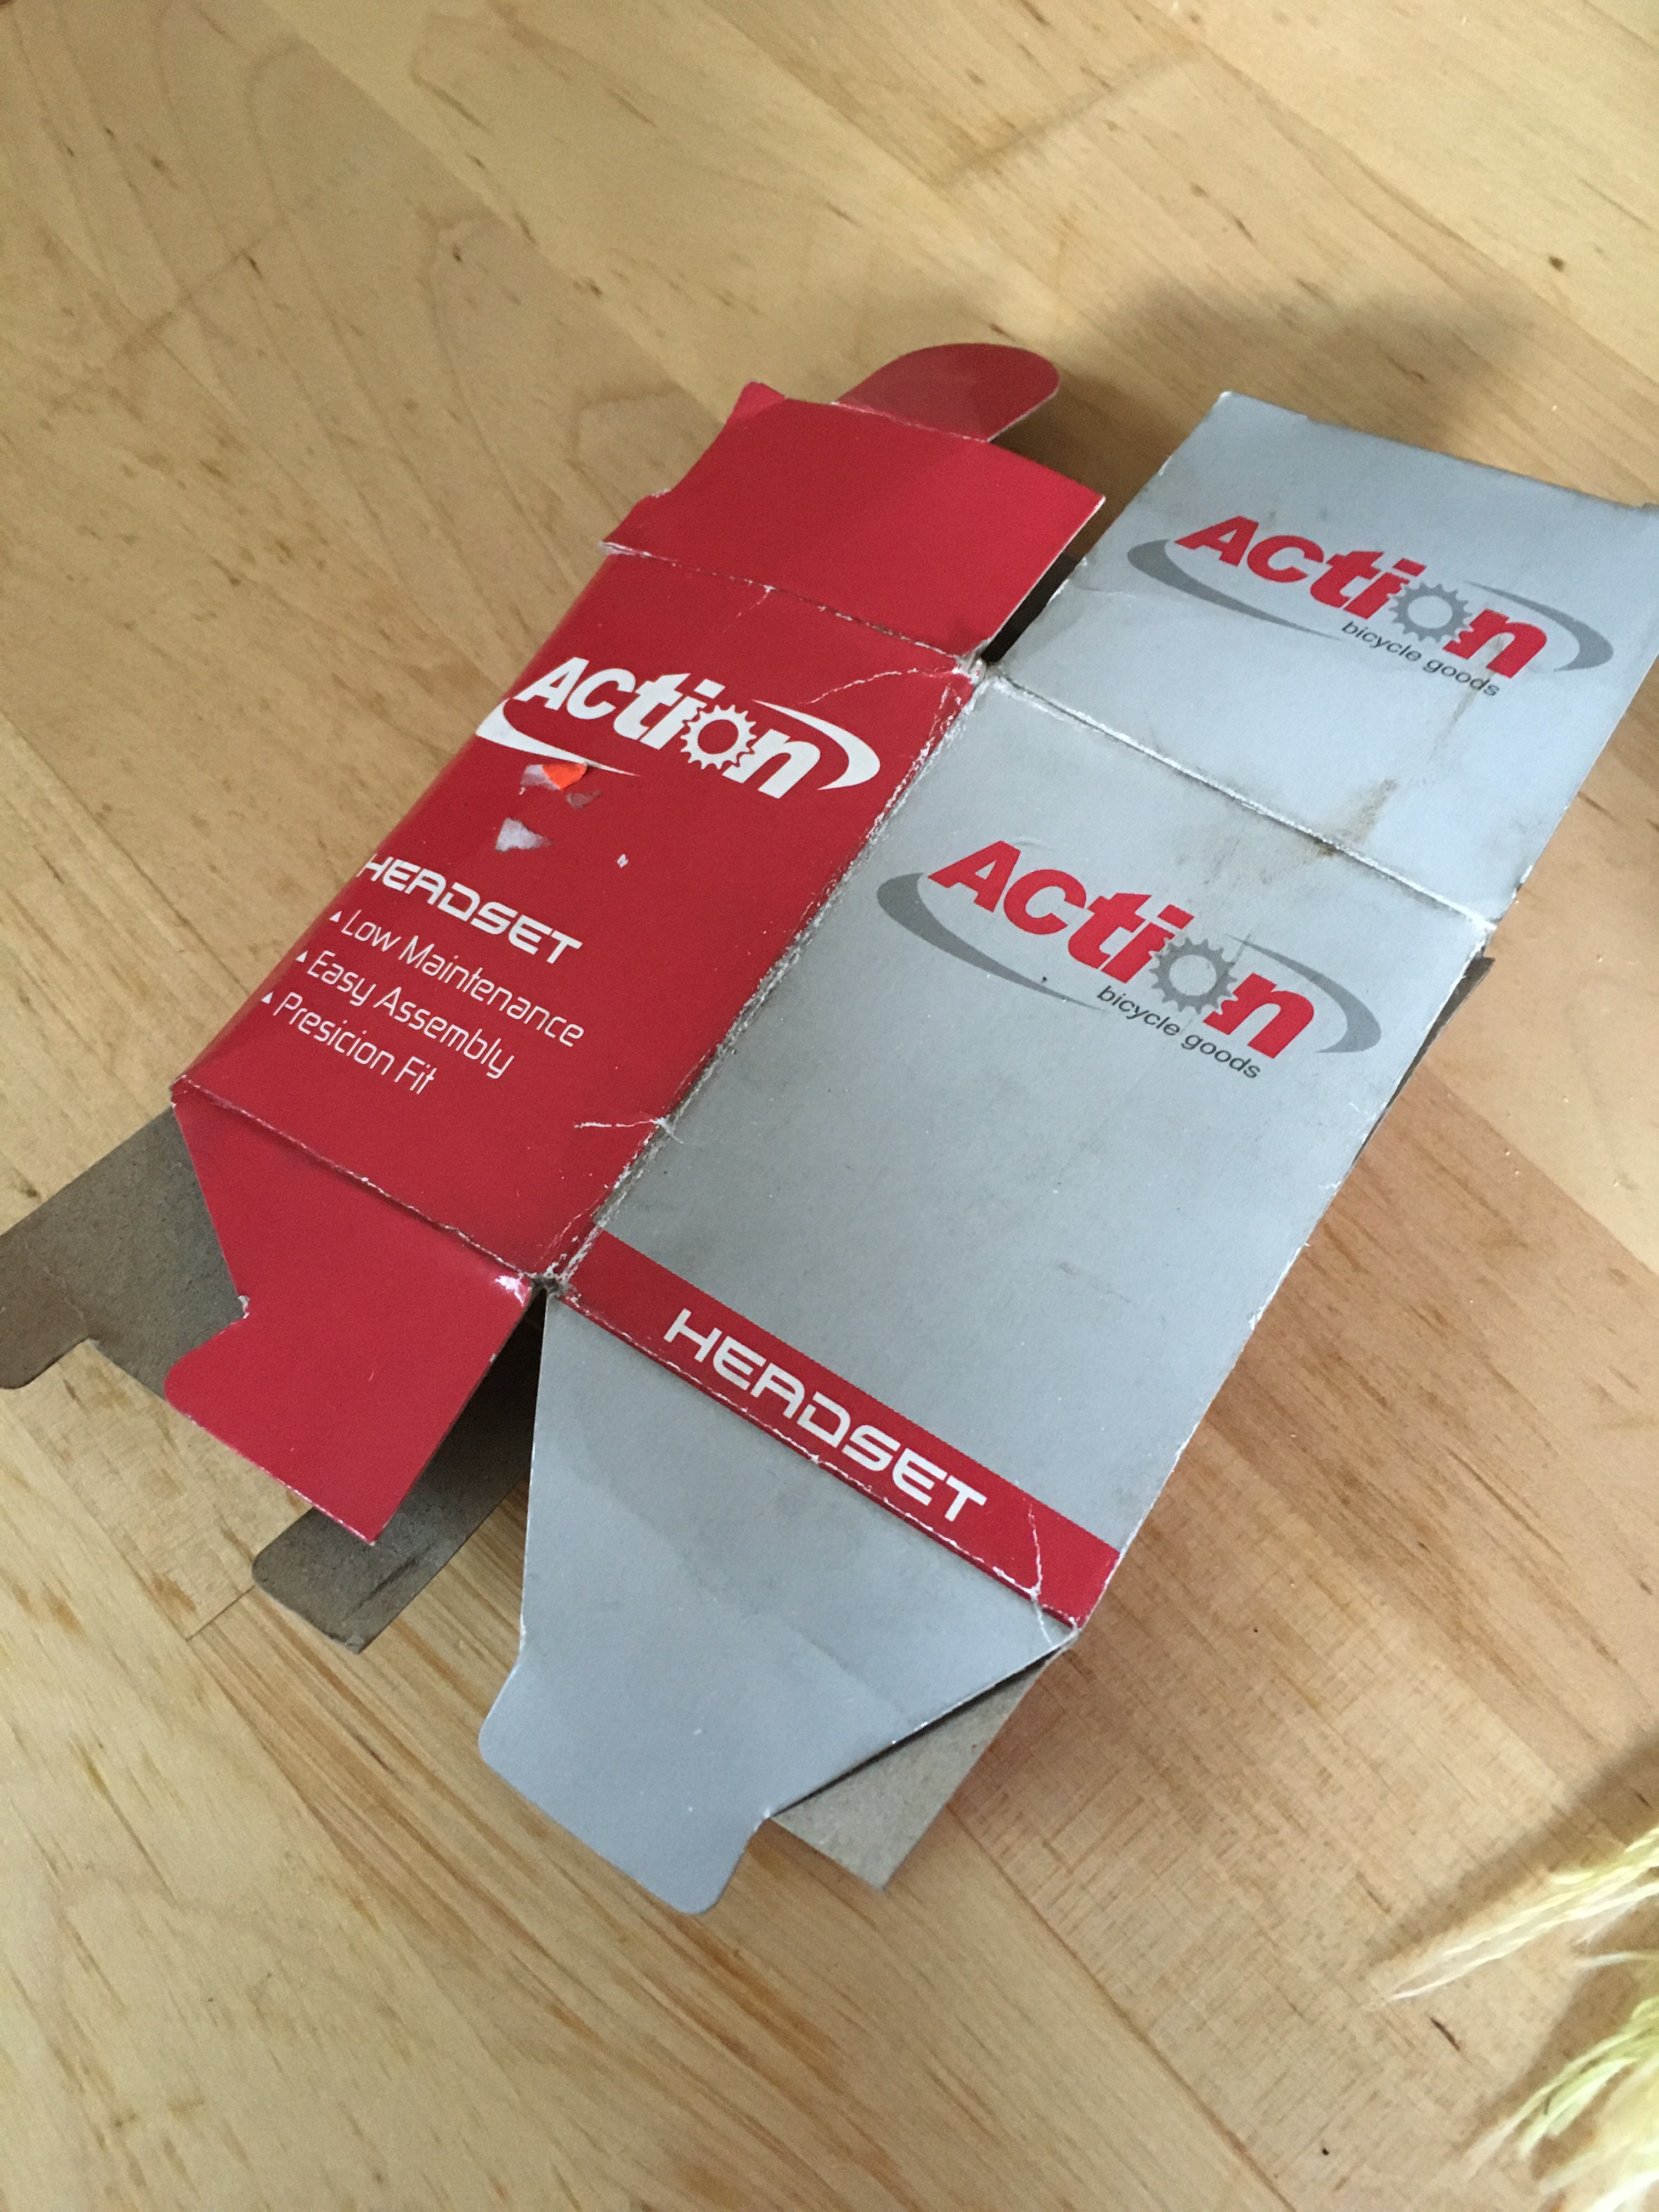 Action
HEADSET
▲ Low Maintenance
▲ Easy Assembly
▲ Presicion Fit
Action
bicycle goods
Action
bicycle goods
HEADSET